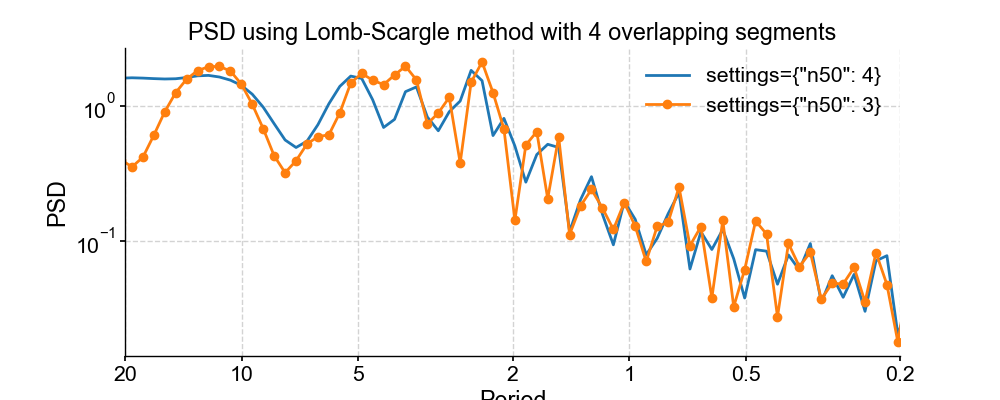 PSD using Lomb-Scargle method with 4 overlapping segments
settings={"n50": 4}
settings={"n50": 3}
PSD
10⁰
10⁻¹
20 10 5 2 1 0.5 0.2
Period